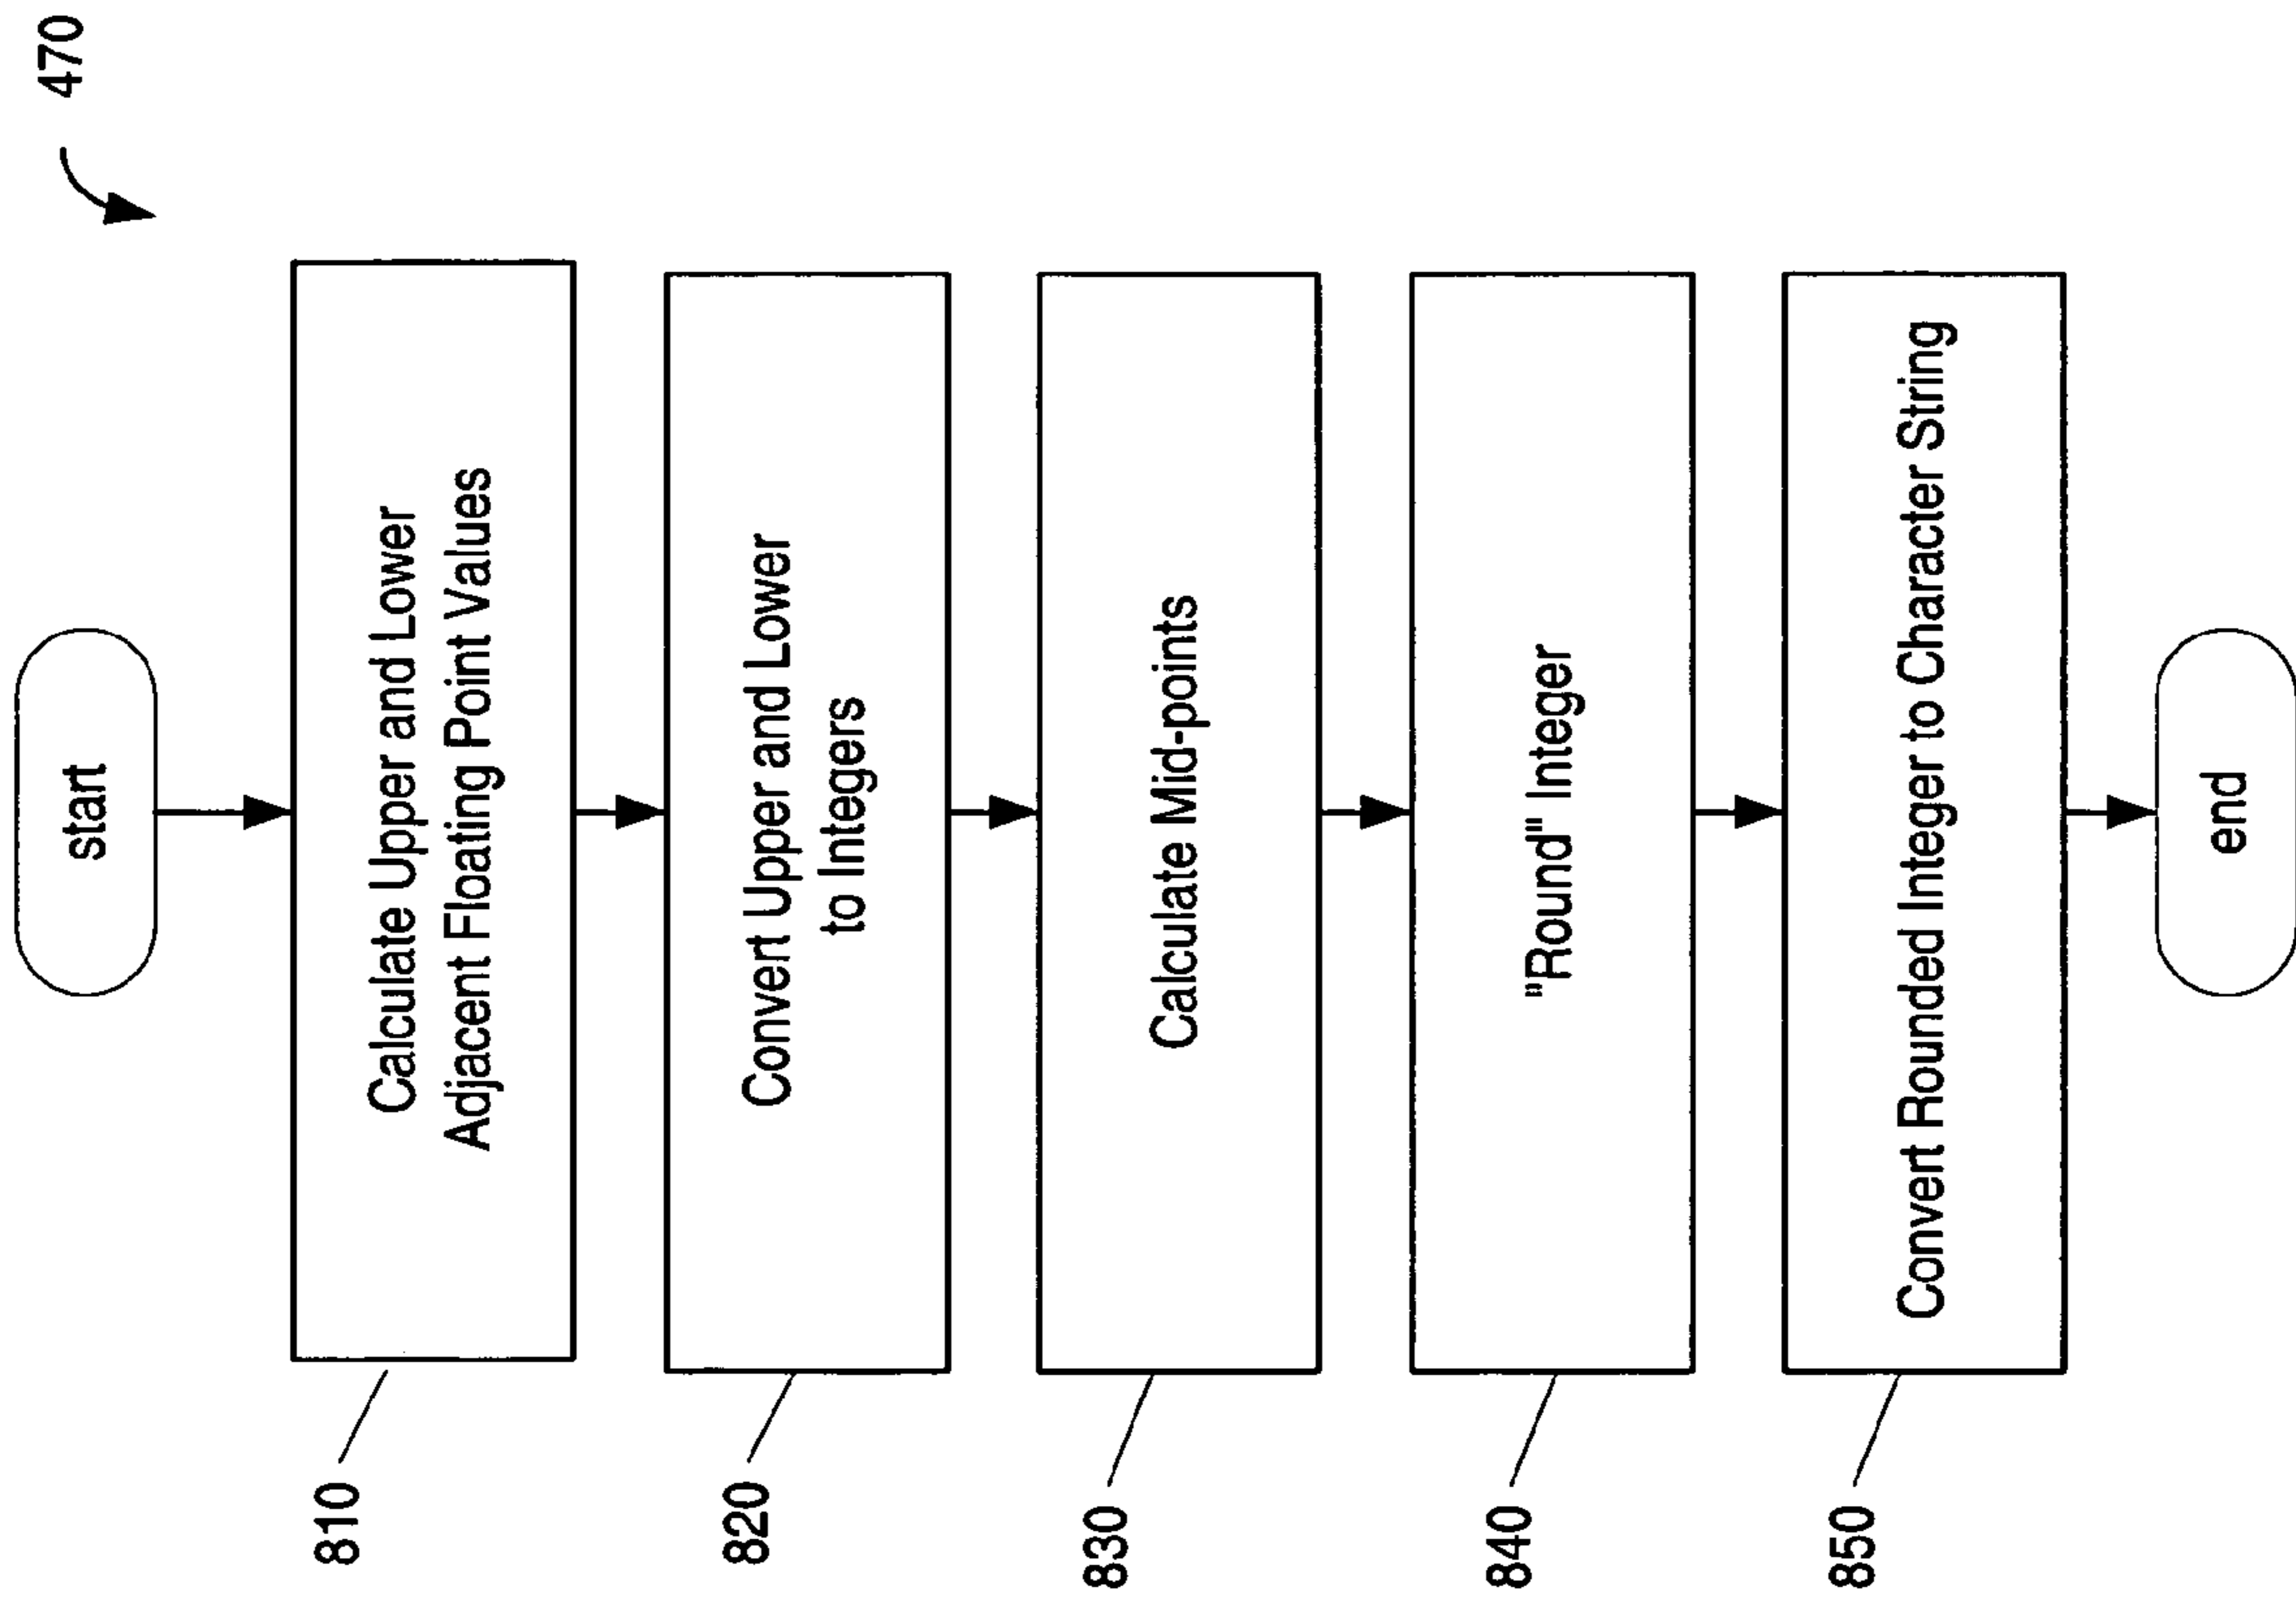 470
start
810
Calculate Upper and Lower
Adjacent Floating Point Values
820
Convert Upper and Lower
to Integers
830
Calculate Mid-points
840
"Round" Integer
850
Convert Rounded Integer to Character String
end